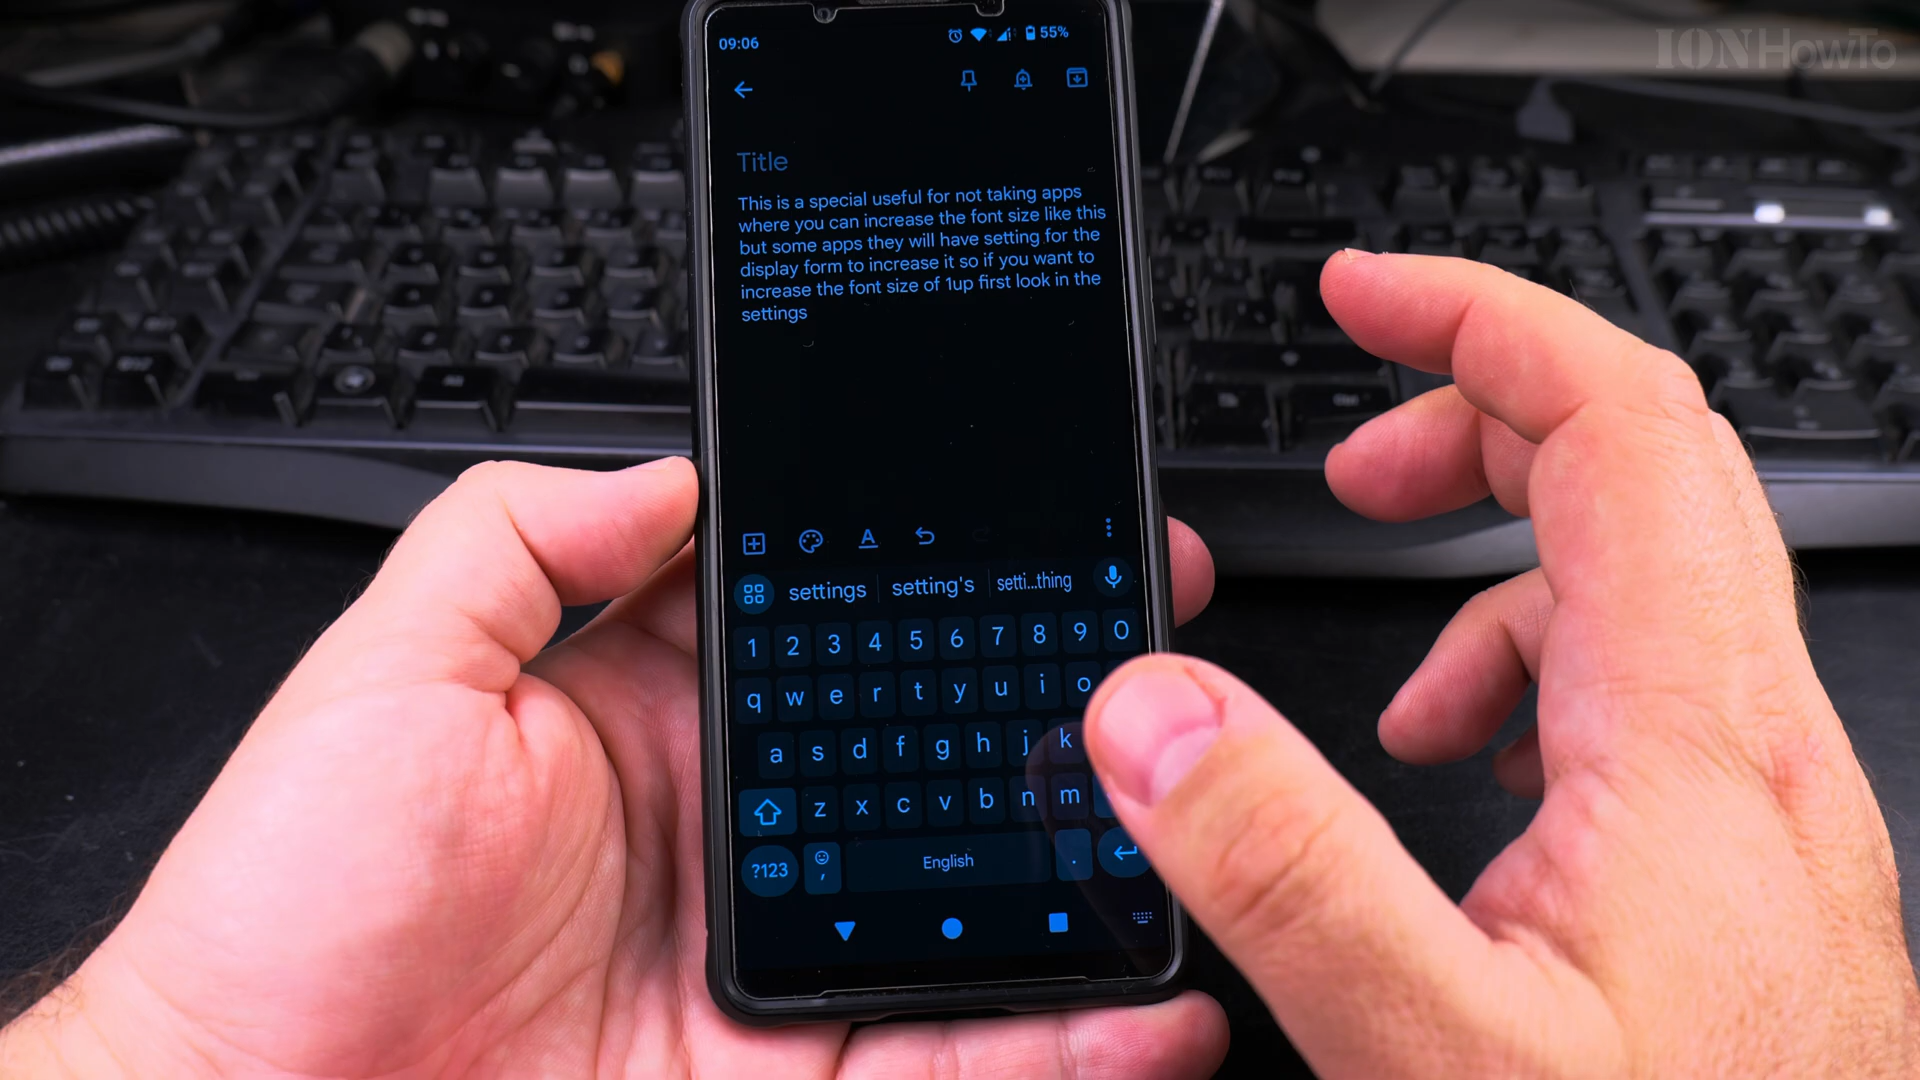 IONHowTo
09:06
55%
Title
This is a special useful for not taking apps
where you can increase the font size like this
but some apps they will have setting for the
display form to increase it so if you want to
increase the font size of 1up first look in the
settings
A
settings setting's setti...thing
1 2 3 4 5 6 7 8 9 0
q w e r t y u i o
a s d f g h j k
z x c v b n m
?123 , English .
Ctrl